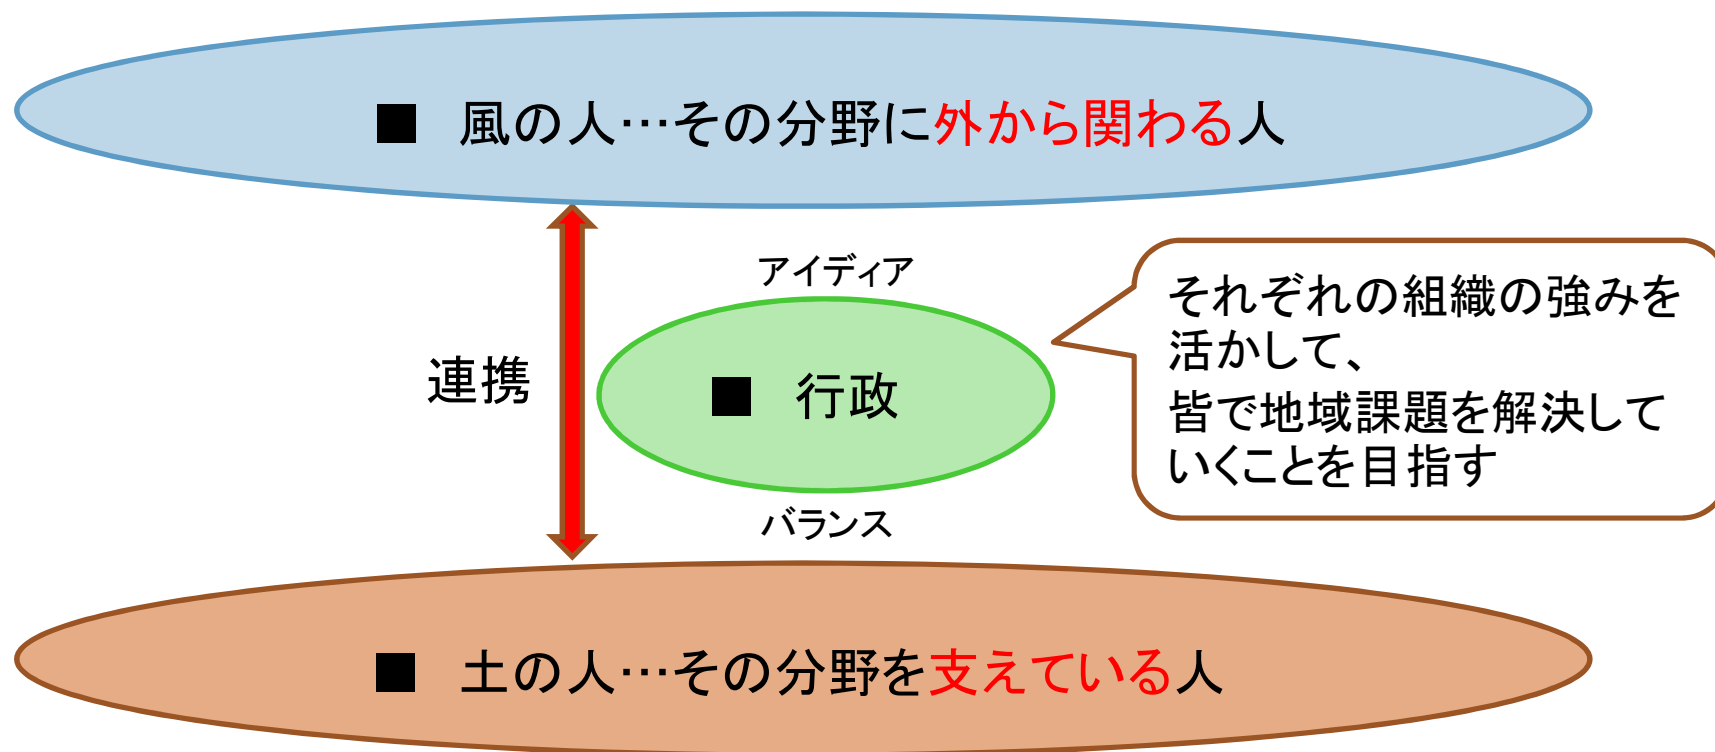 ■ 風の人…その分野に外から関わる人
アイディア
連携
■ 行政
バランス
それぞれの組織の強みを
活かして、
皆で地域課題を解決して
いくことを目指す
■ 土の人…その分野を支えている人